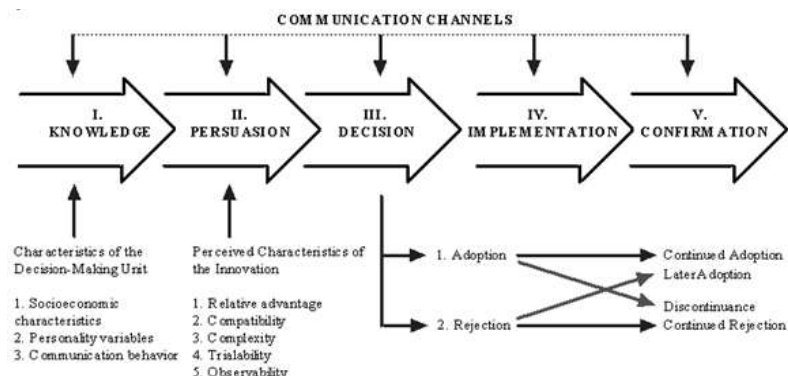 COMMUNICATION CHANNELS
I.
KNOWLEDGE
II.
PERSUASION
III.
DECISION
IV.
IMPLEMENTATION
V.
CONFIRMATION
Characteristics of the
Decision-Making Unit
1. Socioeconomic
characteristics
2. Personality variables
3. Communication behavior
Perceived Characteristics of
the Innovation
1. Relative advantage
2. Compatibility
3. Complexity
4. Trialability
5. Observability
1. Adoption
2. Rejection
Continued Adoption
Later Adoption
Discontinuance
Continued Rejection